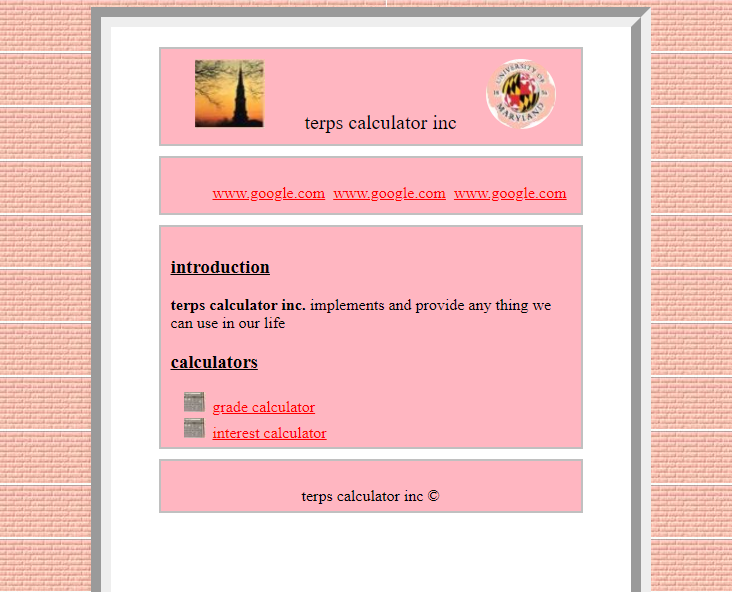 UNIVERSITY OF
18 56
MARYLAND
terps calculator inc
www.google.com www.google.com www.google.com
introduction
terps calculator inc. implements and provide any thing we
can use in our life
calculators
grade calculator
interest calculator
terps calculator inc ©